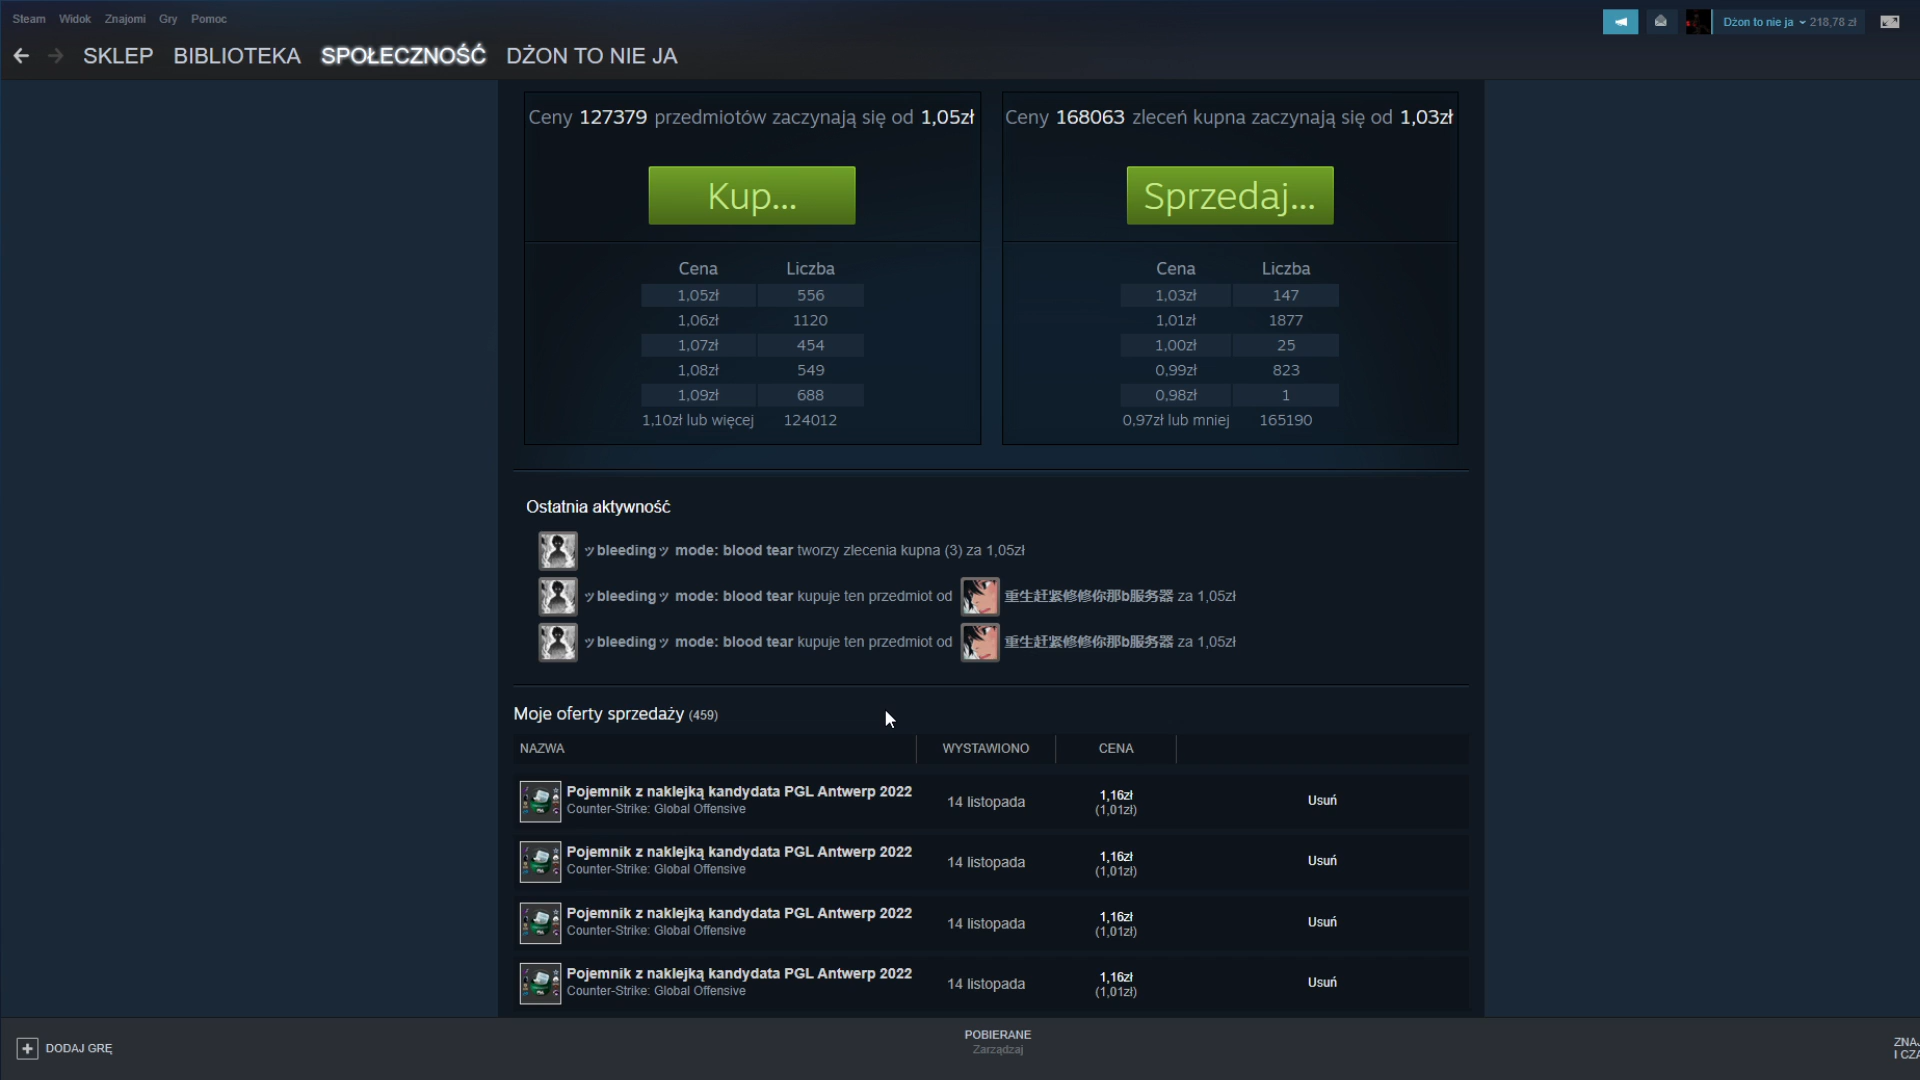 Steam Widok Znajomi Gry Pomoc
Dżon to nie ja 218,78 zł
SKLEP BIBLIOTEKA SPOŁECZNOŚĆ DŻON TO NIE JA
Ceny 127379 przedmiotów zaczynają się od 1,05zł
Kup...
Cena Liczba
1,05zł 556
1,06zł 1120
1,07zł 454
1,08zł 549
1,09zł 688
1,10zł lub więcej 124012
Ceny 168063 zleceń kupna zaczynają się od 1,03zł
Sprzedaj...
Cena Liczba
1,03zł 147
1,01zł 1877
1,00zł 25
0,99zł 823
0,98zł 1
0,97zł lub mniej 165190
Ostatnia aktywność
ッbleedingッ mode: blood tear tworzy zlecenia kupna (3) za 1,05zł
ッbleedingッ mode: blood tear kupuje ten przedmiot od 重生赶紧修修你那b服务器 za 1,05zł
ッbleedingッ mode: blood tear kupuje ten przedmiot od 重生赶紧修修你那b服务器 za 1,05zł
Moje oferty sprzedaży (459)
NAZWA WYSTAWIONO CENA
Pojemnik z naklejką kandydata PGL Antwerp 2022
Counter-Strike: Global Offensive
14 listopada
1,16zł
(1,01zł)
Usuń
Pojemnik z naklejką kandydata PGL Antwerp 2022
Counter-Strike: Global Offensive
14 listopada
1,16zł
(1,01zł)
Usuń
Pojemnik z naklejką kandydata PGL Antwerp 2022
Counter-Strike: Global Offensive
14 listopada
1,16zł
(1,01zł)
Usuń
Pojemnik z naklejką kandydata PGL Antwerp 2022
Counter-Strike: Global Offensive
14 listopada
1,16zł
(1,01zł)
Usuń
DODAJ GRĘ
POBIERANE
Zarządzaj
ZNAJ
I CZA